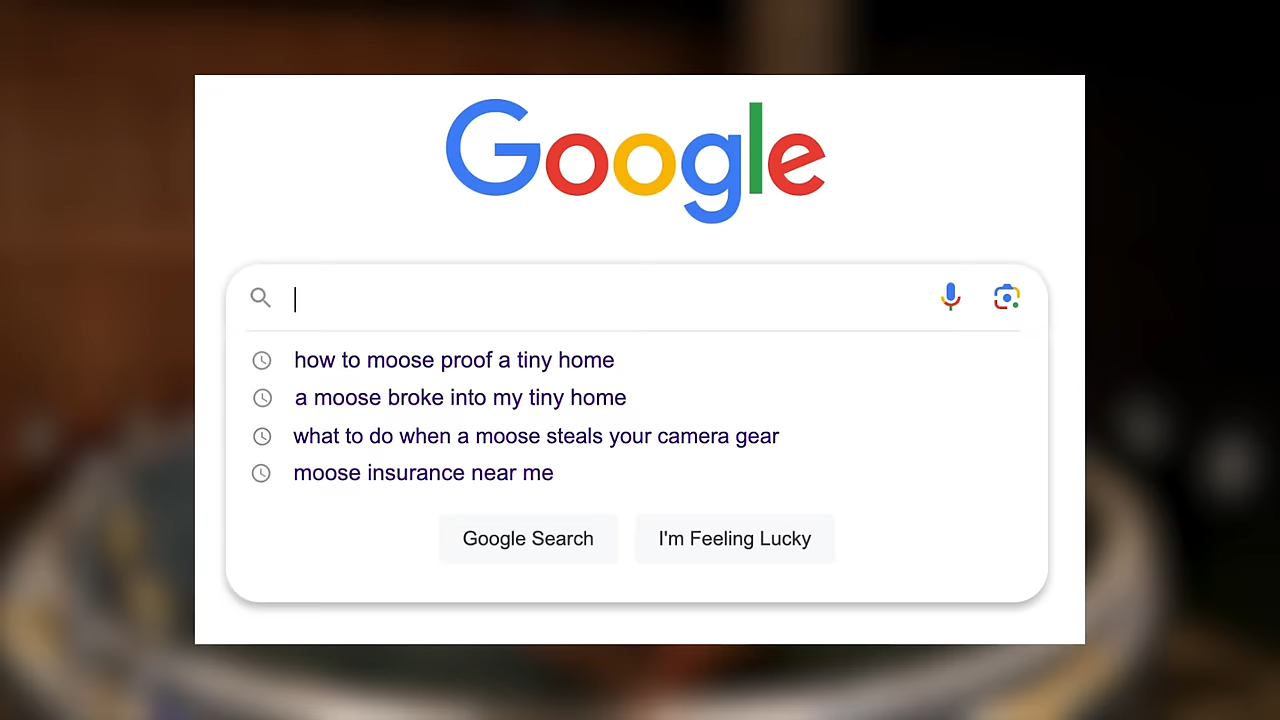 Google
how to moose proof a tiny home
a moose broke into my tiny home
what to do when a moose steals your camera gear
moose insurance near me
Google Search
I'm Feeling Lucky